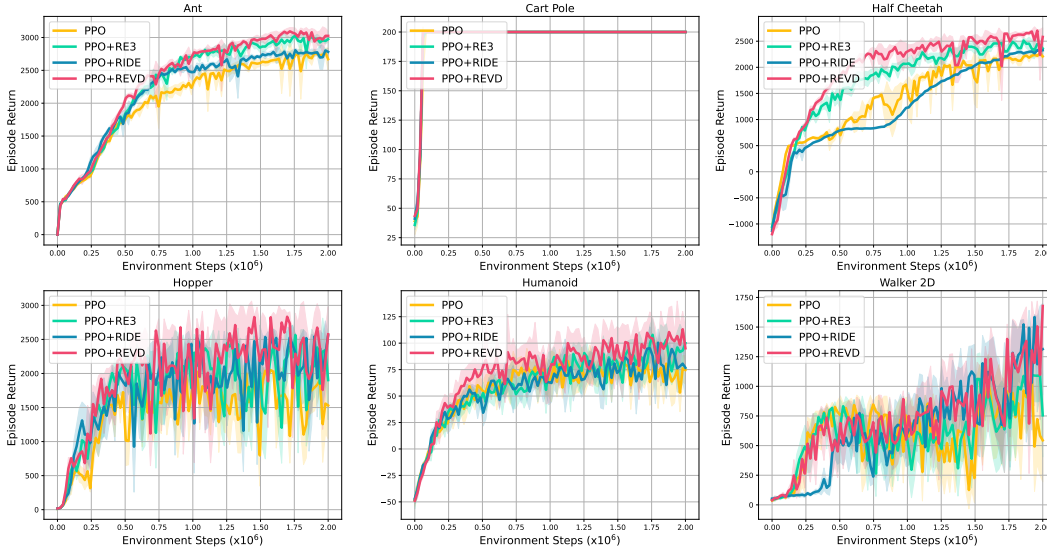 Ant
Episode Return
3000
2500
2000
1500
1000
500
0
PPO
PPO+RE3
PPO+RIDE
PPO+REVD
0.00 0.25 0.50 0.75 1.00 1.25 1.50 1.75 2.00
Environment Steps (x10⁶)
Cart Pole
Episode Return
200
175
150
125
100
75
50
25
PPO
PPO+RE3
PPO+RIDE
PPO+REVD
0.00 0.25 0.50 0.75 1.00 1.25 1.50 1.75 2.00
Environment Steps (x10⁶)
Half Cheetah
Episode Return
2500
2000
1500
1000
500
0
−500
−1000
PPO
PPO+RE3
PPO+RIDE
PPO+REVD
0.00 0.25 0.50 0.75 1.00 1.25 1.50 1.75 2.00
Environment Steps (x10⁶)
Hopper
Episode Return
3000
2500
2000
1500
1000
500
0
PPO
PPO+RE3
PPO+RIDE
PPO+REVD
0.00 0.25 0.50 0.75 1.00 1.25 1.50 1.75 2.00
Environment Steps (x10⁶)
Humanoid
Episode Return
125
100
75
50
25
0
−25
−50
PPO
PPO+RE3
PPO+RIDE
PPO+REVD
0.00 0.25 0.50 0.75 1.00 1.25 1.50 1.75 2.00
Environment Steps (x10⁶)
Walker 2D
Episode Return
1750
1500
1250
1000
750
500
250
0
PPO
PPO+RE3
PPO+RIDE
PPO+REVD
0.00 0.25 0.50 0.75 1.00 1.25 1.50 1.75 2.00
Environment Steps (x10⁶)